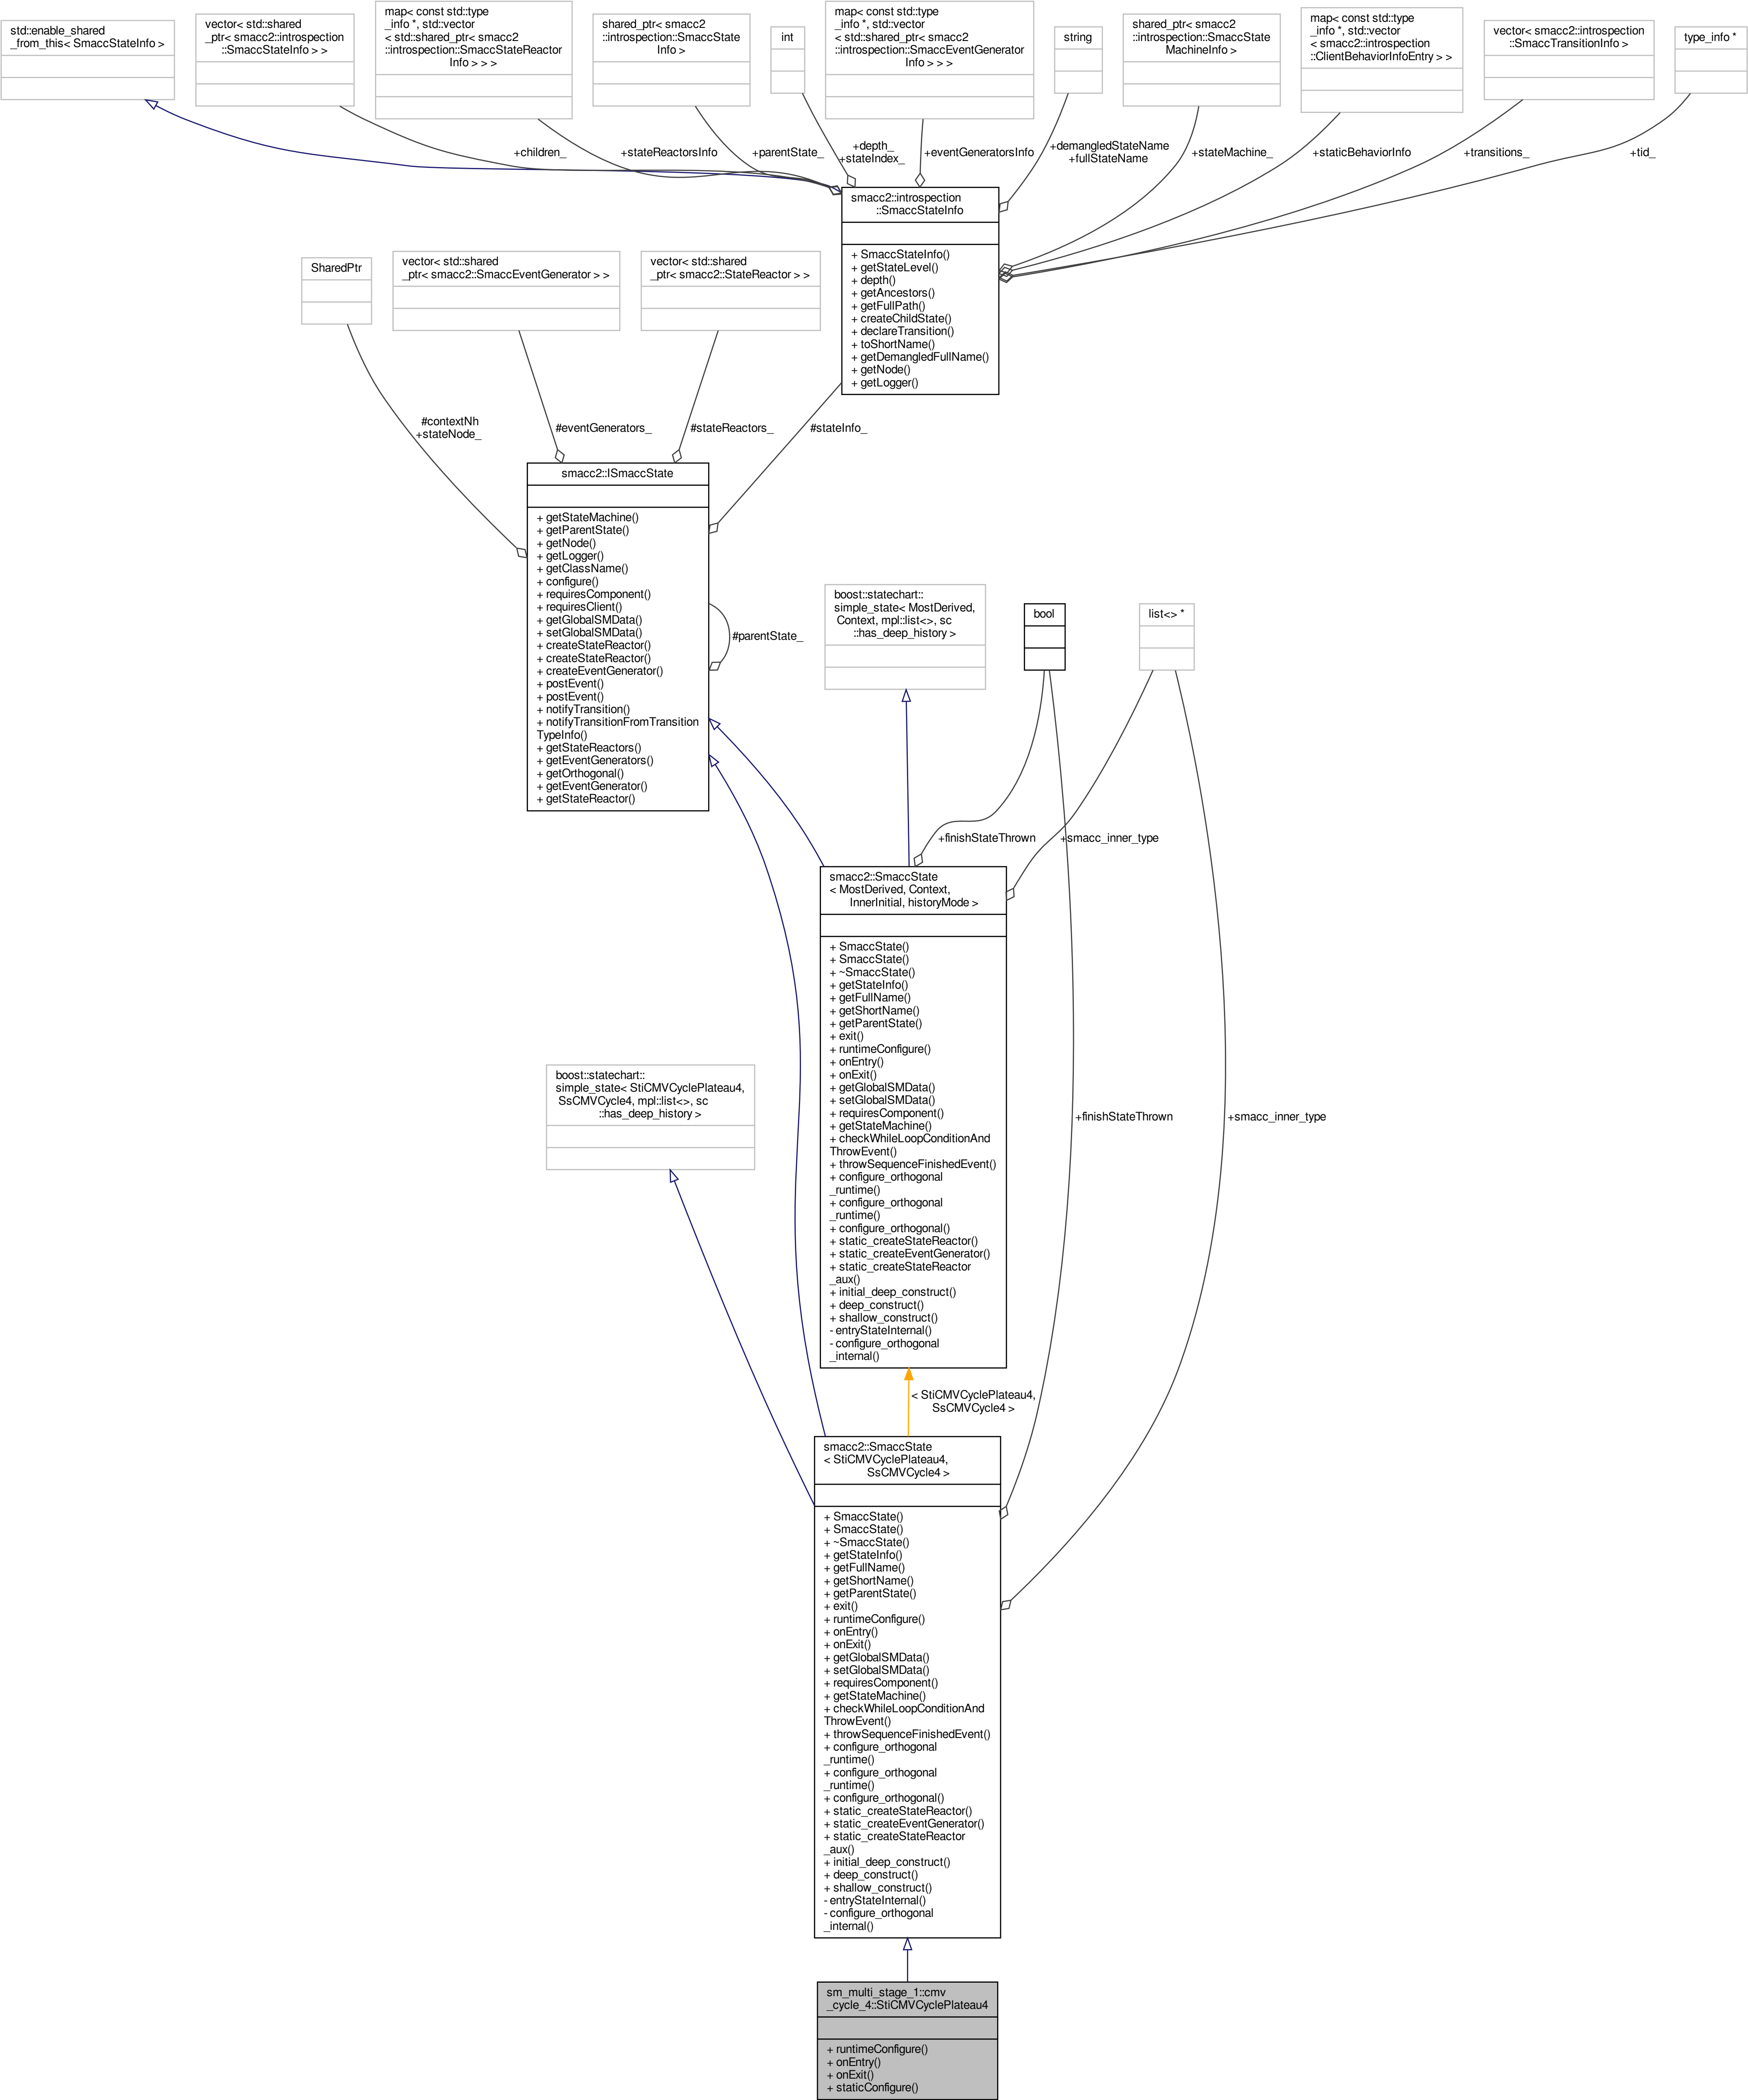 std::enable_shared
_from_this< SmaccStateInfo >
vector< std::shared
_ptr< smacc2::introspection
::SmaccStateInfo > >
map< const std::type
_info *, std::vector
< std::shared_ptr< smacc2
::introspection::SmaccStateReactor
Info > > >
shared_ptr< smacc2
::introspection::SmaccState
Info >
int
map< const std::type
_info *, std::vector
< std::shared_ptr< smacc2
::introspection::SmaccEventGenerator
Info > > >
string
shared_ptr< smacc2
::introspection::SmaccState
MachineInfo >
map< const std::type
_info *, std::vector
< smacc2::introspection
::ClientBehaviorInfoEntry > >
vector< smacc2::introspection
::SmaccTransitionInfo >
type_info *
+children_
+stateReactorsInfo
+parentState_
+depth_
+stateIndex_
+eventGeneratorsInfo
+demangledStateName
+fullStateName
+stateMachine_
+staticBehaviorInfo
+transitions_
+tid_
smacc2::introspection
::SmaccStateInfo
+ SmaccStateInfo()
+ getStateLevel()
+ depth()
+ getAncestors()
+ getFullPath()
+ createChildState()
+ declareTransition()
+ toShortName()
+ getDemangledFullName()
+ getNode()
+ getLogger()
SharedPtr
vector< std::shared
_ptr< smacc2::SmaccEventGenerator > >
vector< std::shared
_ptr< smacc2::StateReactor > >
#contextNh
+stateNode_
#eventGenerators_
#stateReactors_
#stateInfo_
smacc2::ISmaccState
+ getStateMachine()
+ getParentState()
+ getNode()
+ getLogger()
+ getClassName()
+ configure()
+ requiresComponent()
+ requiresClient()
+ getGlobalSMData()
+ setGlobalSMData()
+ createStateReactor()
+ createStateReactor()
+ createEventGenerator()
+ postEvent()
+ postEvent()
+ notifyTransition()
+ notifyTransitionFromTransition
TypeInfo()
+ getStateReactors()
+ getEventGenerators()
+ getOrthogonal()
+ getEventGenerator()
+ getStateReactor()
#parentState_
boost::statechart::
simple_state< MostDerived,
Context, mpl::list<>, sc
::has_deep_history >
bool
list<> *
+finishStateThrown
+smacc_inner_type
smacc2::SmaccState
< MostDerived, Context,
InnerInitial, historyMode >
+ SmaccState()
+ SmaccState()
+ ~SmaccState()
+ getStateInfo()
+ getFullName()
+ getShortName()
+ getParentState()
+ exit()
+ runtimeConfigure()
+ onEntry()
+ onExit()
+ getGlobalSMData()
+ setGlobalSMData()
+ requiresComponent()
+ getStateMachine()
+ checkWhileLoopConditionAnd
ThrowEvent()
+ throwSequenceFinishedEvent()
+ configure_orthogonal
_runtime()
+ configure_orthogonal
_runtime()
+ configure_orthogonal()
+ static_createStateReactor()
+ static_createEventGenerator()
+ static_createStateReactor
_aux()
+ initial_deep_construct()
+ deep_construct()
+ shallow_construct()
- entryStateInternal()
- configure_orthogonal
_internal()
boost::statechart::
simple_state< StiCMVCyclePlateau4,
SsCMVCycle4, mpl::list<>, sc
::has_deep_history >
+finishStateThrown
+smacc_inner_type
< StiCMVCyclePlateau4,
SsCMVCycle4 >
smacc2::SmaccState
< StiCMVCyclePlateau4,
SsCMVCycle4 >
+ SmaccState()
+ SmaccState()
+ ~SmaccState()
+ getStateInfo()
+ getFullName()
+ getShortName()
+ getParentState()
+ exit()
+ runtimeConfigure()
+ onEntry()
+ onExit()
+ getGlobalSMData()
+ setGlobalSMData()
+ requiresComponent()
+ getStateMachine()
+ checkWhileLoopConditionAnd
ThrowEvent()
+ throwSequenceFinishedEvent()
+ configure_orthogonal
_runtime()
+ configure_orthogonal
_runtime()
+ configure_orthogonal()
+ static_createStateReactor()
+ static_createEventGenerator()
+ static_createStateReactor
_aux()
+ initial_deep_construct()
+ deep_construct()
+ shallow_construct()
- entryStateInternal()
- configure_orthogonal
_internal()
sm_multi_stage_1::cmv
_cycle_4::StiCMVCyclePlateau4
+ runtimeConfigure()
+ onEntry()
+ onExit()
+ staticConfigure()